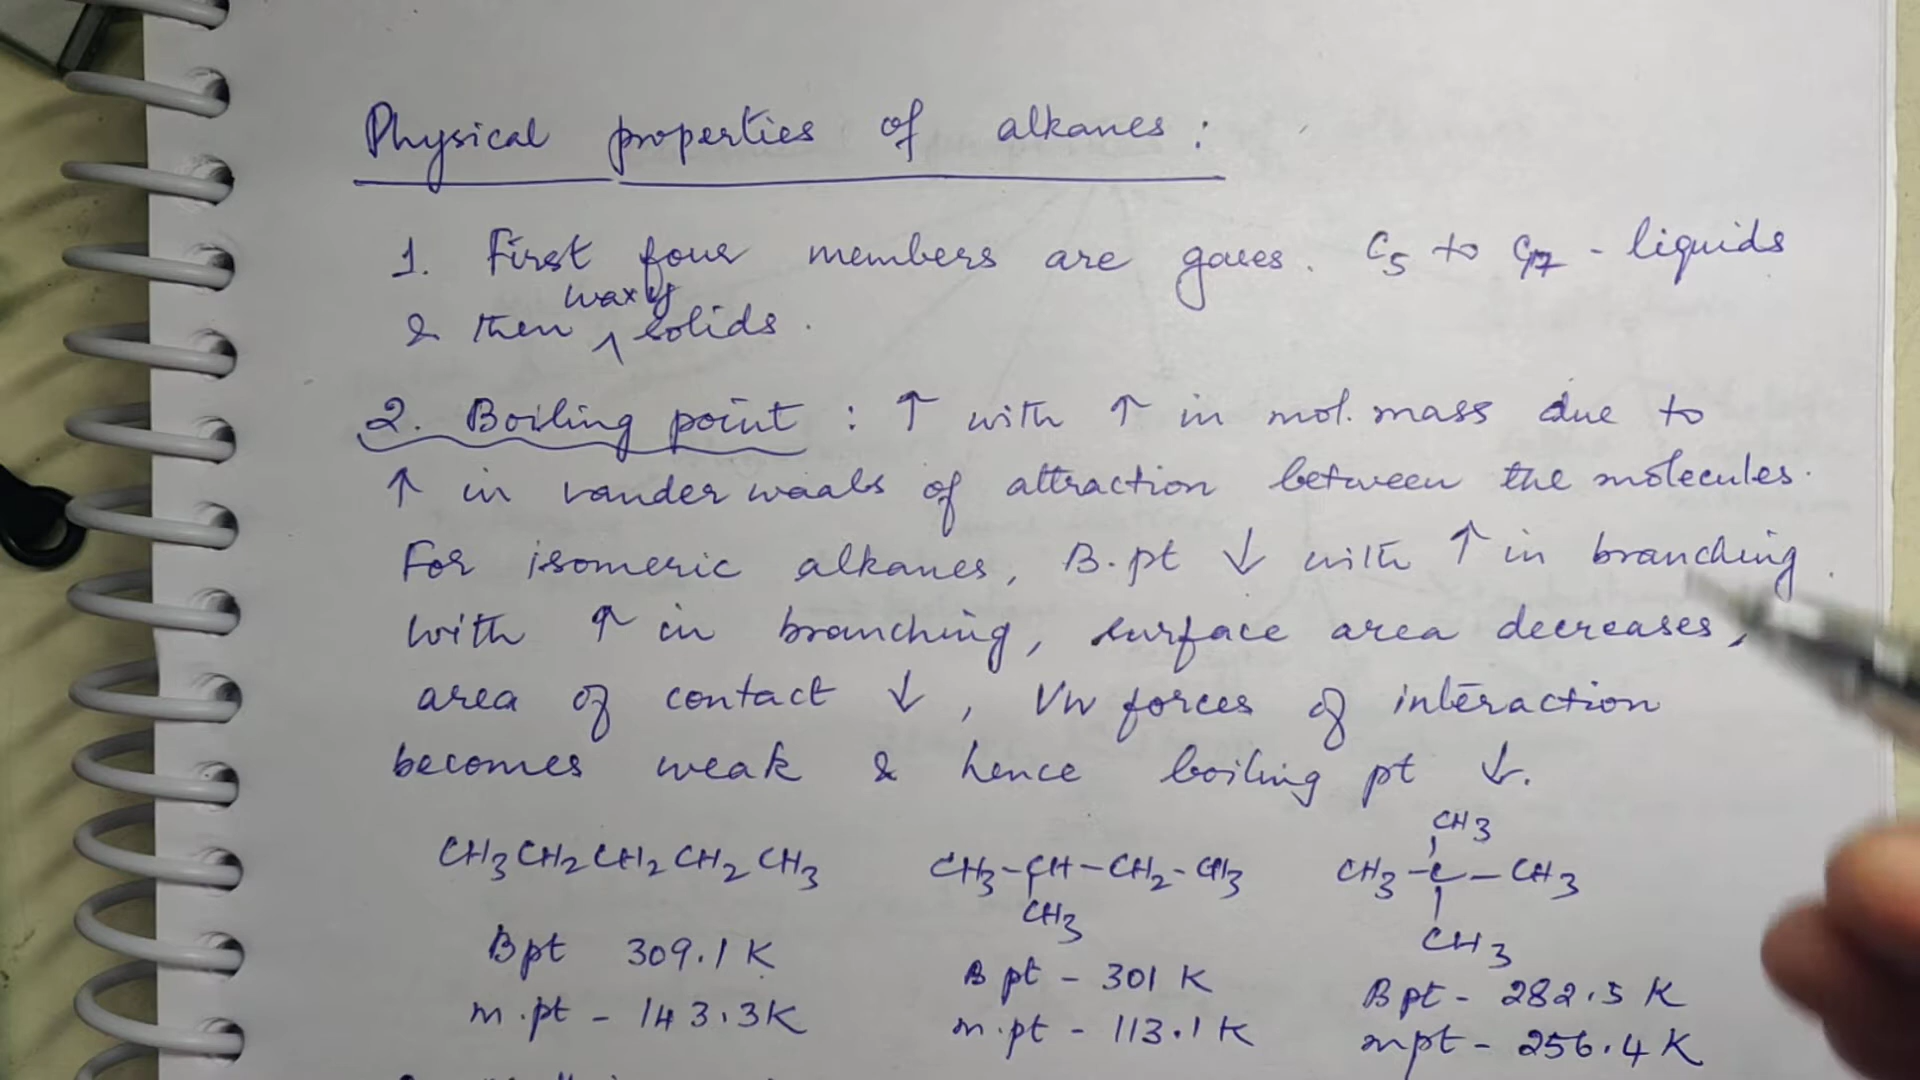 Physical properties of alkanes :
1. First four members are gases. C5 to C17 - liquids
waxy
& then ^ solids.
2. Boiling point : ↑ with ↑ in mol. mass due to
↑ in vander waals of attraction between the molecules.
For isomeric alkanes, B.pt ↓ with ↑ in branching.
With ↑ in branching, surface area decreases,
area of contact ↓, VW forces of interaction
becomes weak & hence boiling pt ↓.
CH3CH2CH2CH2CH3
Bpt 309.1 K
m.pt - 143.3K
CH3-CH-CH2-CH3
CH3
B pt - 301 K
m.pt - 113.1 K
CH3
CH3-C-CH3
CH3
B pt - 282.5 K
mpt - 256.4 K